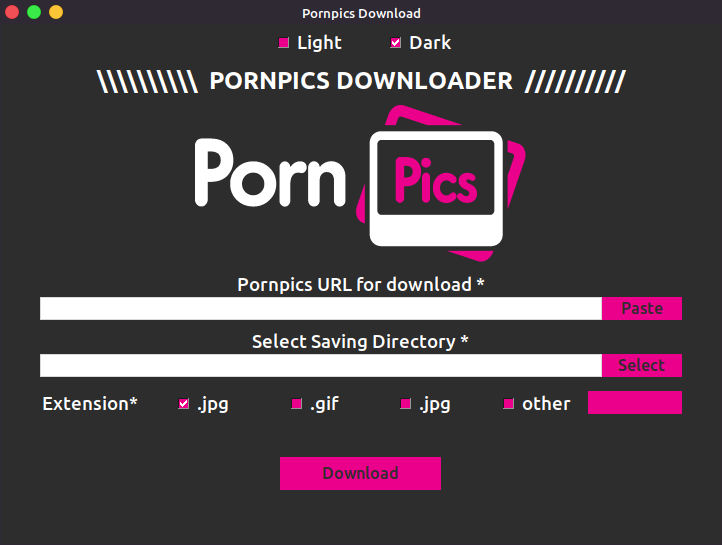 Pornpics Download
Light Dark
\\\\\\\\\\ PORNPICS DOWNLOADER //////////
Porn Pics
Pornpics URL for download *
Paste
Select Saving Directory *
Select
Extension* .jpg .gif .jpg other
Download